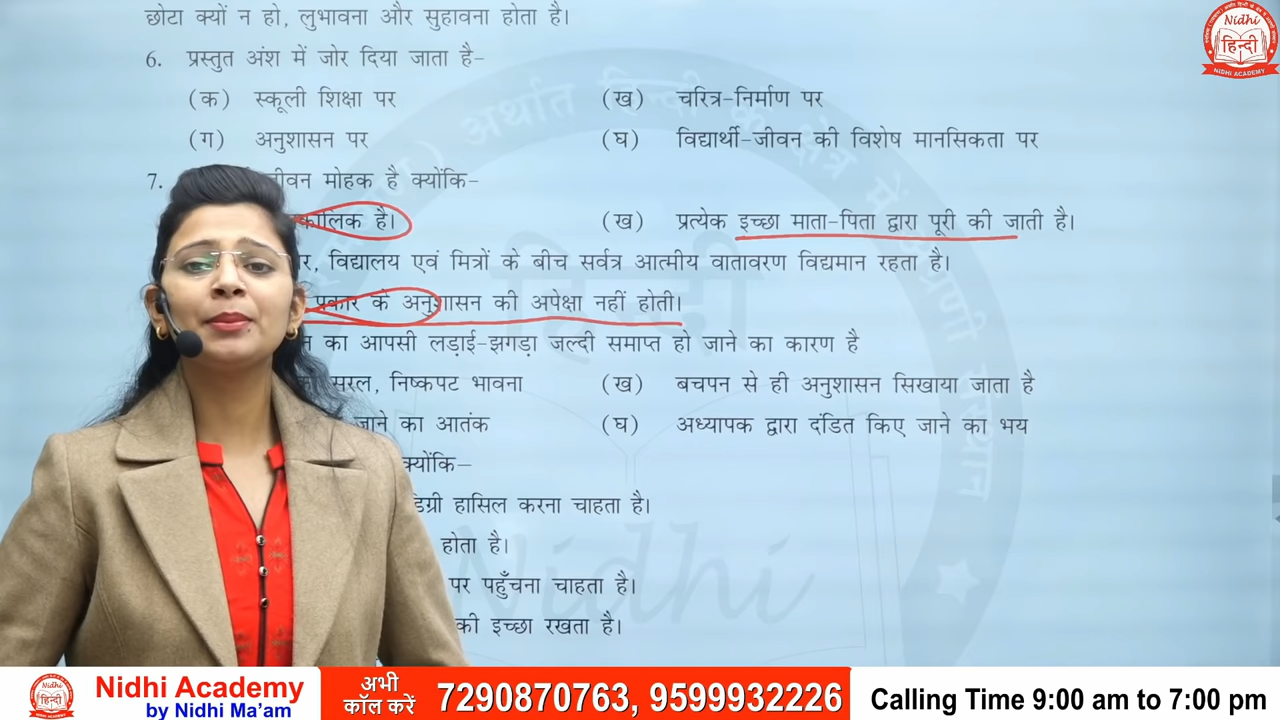 छोटा क्यों न हो, लुभावना और सुहावना होता है।
6. प्रस्तुत अंश में जोर दिया जाता है-
(क) स्कूली शिक्षा पर (ख) चरित्र-निर्माण पर
(ग) अनुशासन पर (घ) विद्यार्थी-जीवन की विशेष मानसिकता पर
7. जीवन मोहक है क्योंकि-
है। (ख) प्रत्येक इच्छा माता-पिता द्वारा पूरी की जाती है।
विद्यालय एवं मित्रों के बीच सर्वत्र आत्मीय वातावरण विद्यमान रहता है।
प्रकार के अनुशासन की अपेक्षा नहीं होती।
का आपसी लड़ाई-झगड़ा जल्दी समाप्त हो जाने का कारण है
सरल, निष्कपट भावना (ख) बचपन से ही अनुशासन सिखाया जाता है
जाने का आतंक (घ) अध्यापक द्वारा दंडित किए जाने का भय
क्योंकि-
डिग्री हासिल करना चाहता है।
होता है।
पर पहुँचना चाहता है।
की इच्छा रखता है।
Nidhi
हिन्दी
NIDHI ACADEMY
हिन्दी
Nidhi
Nidhi Academy
by Nidhi Ma'am
अभी
कॉल करें
7290870763, 9599932226
Calling Time 9:00 am to 7:00 pm